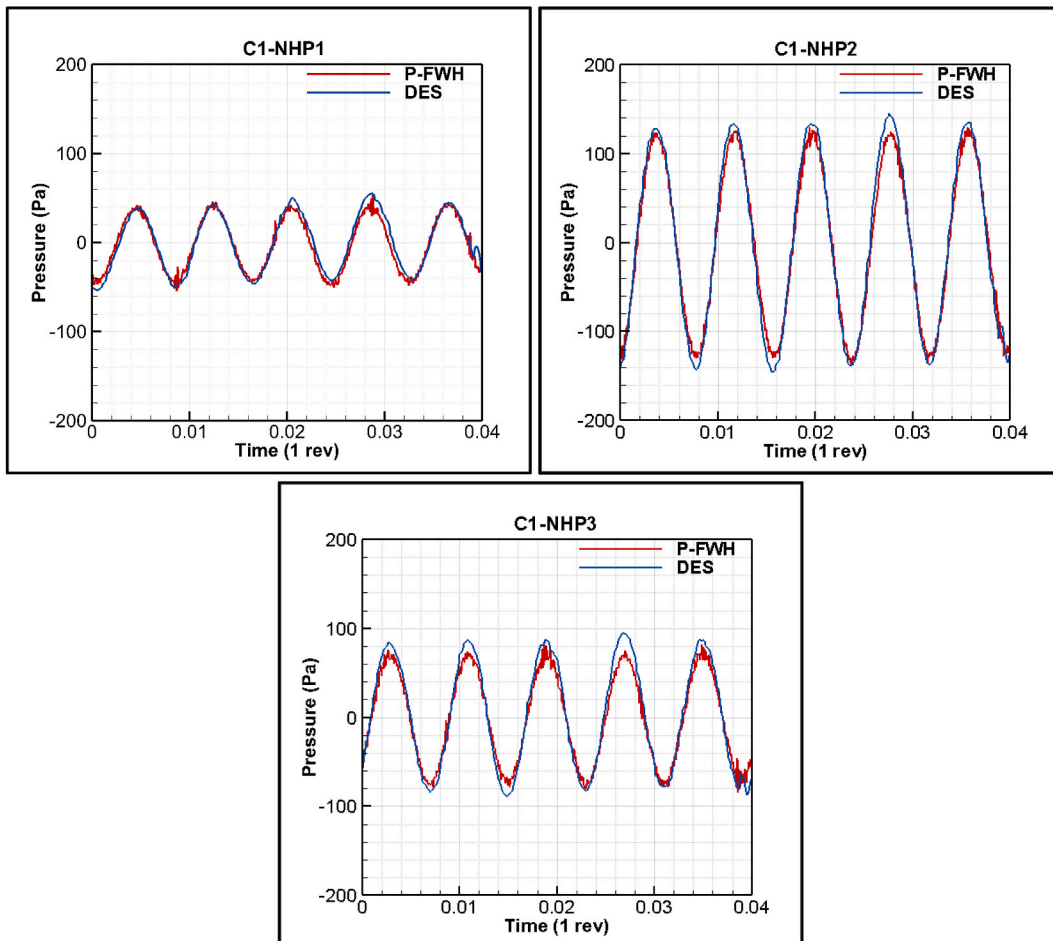 C1-NHP1
P-FWH
DES
200
100
0
-100
-200
Pressure (Pa)
0 0.01 0.02 0.03 0.04
Time (1 rev)
C1-NHP2
P-FWH
DES
200
100
0
-100
-200
Pressure (Pa)
0 0.01 0.02 0.03 0.04
Time (1 rev)
C1-NHP3
P-FWH
DES
200
100
0
-100
-200
Pressure (Pa)
0 0.01 0.02 0.03 0.04
Time (1 rev)